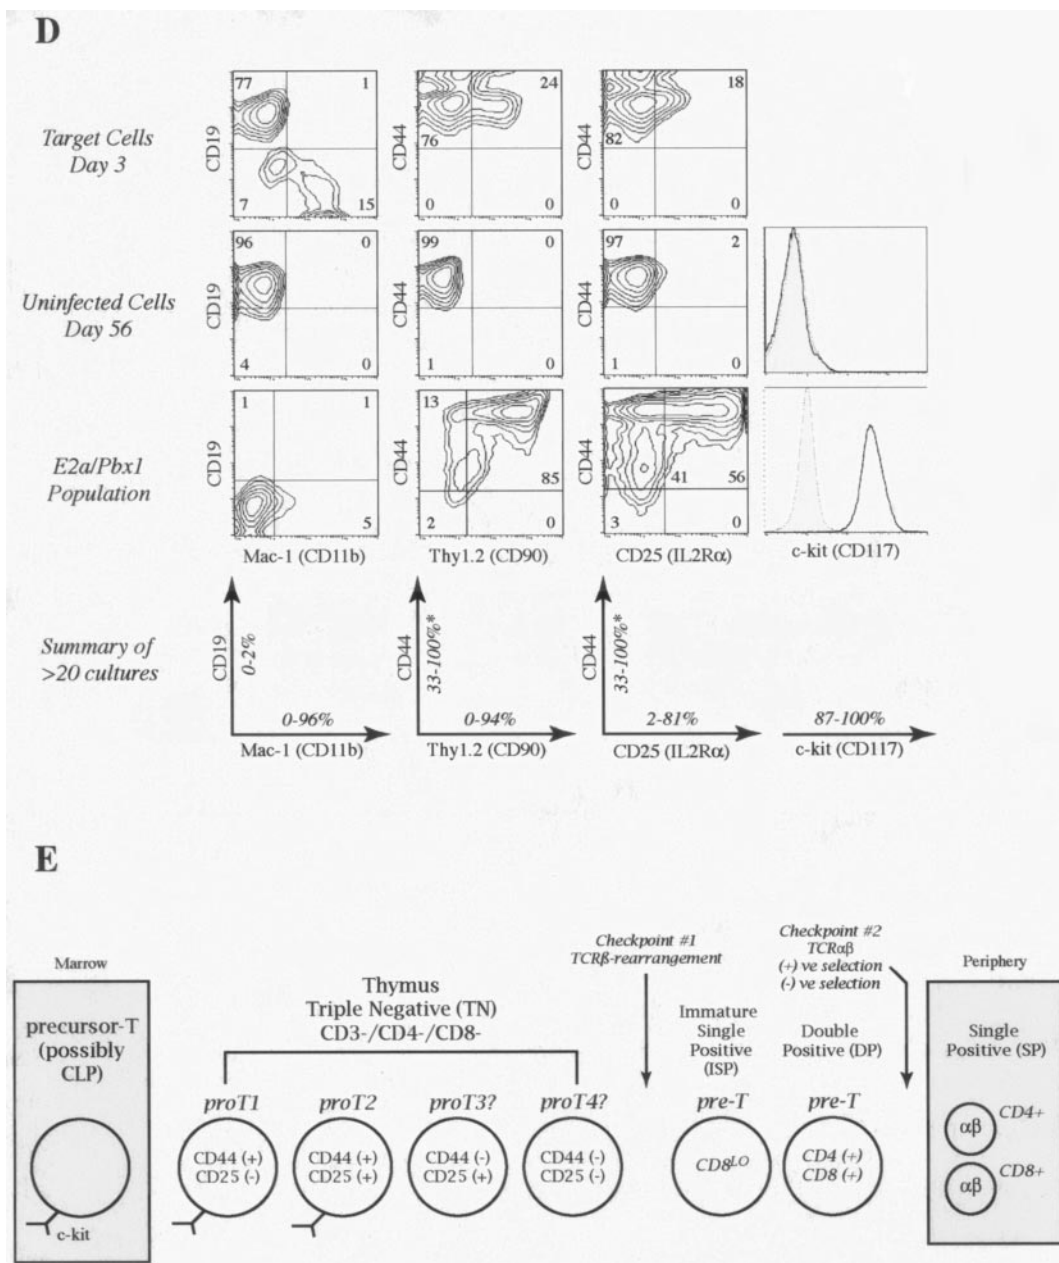 D
Target Cells
Day 3
CD19
77
1
7
15
CD44
24
76
0
0
CD44
18
82
0
0
Uninfected Cells
Day 56
CD19
96
0
4
0
CD44
99
0
1
0
CD44
97
2
1
0
E2a/Pbx1
Population
CD19
1
1
5
Mac-1 (CD11b)
CD44
13
85
2
0
Thy1.2 (CD90)
CD44
41
56
3
0
CD25 (IL2Rα)
c-kit (CD117)
Summary of
>20 cultures
CD19
0-2%
0-96%
Mac-1 (CD11b)
CD44
33-100%*
0-94%
Thy1.2 (CD90)
CD44
33-100%*
2-81%
CD25 (IL2Rα)
87-100%
c-kit (CD117)
E
Marrow
precursor-T
(possibly
CLP)
c-kit
Thymus
Triple Negative (TN)
CD3-/CD4-/CD8-
proT1
CD44 (+)
CD25 (-)
proT2
CD44 (+)
CD25 (+)
proT3?
CD44 (-)
CD25 (+)
proT4?
CD44 (-)
CD25 (-)
Checkpoint #1
TCRß-rearrangement
Immature
Single
Positive
(ISP)
pre-T
CD8LO
Checkpoint #2
TCRαβ
(+) ve selection
(-) ve selection
Double
Positive (DP)
pre-T
CD4 (+)
CD8 (+)
Periphery
Single
Positive (SP)
αβ
CD4+
αβ
CD8+